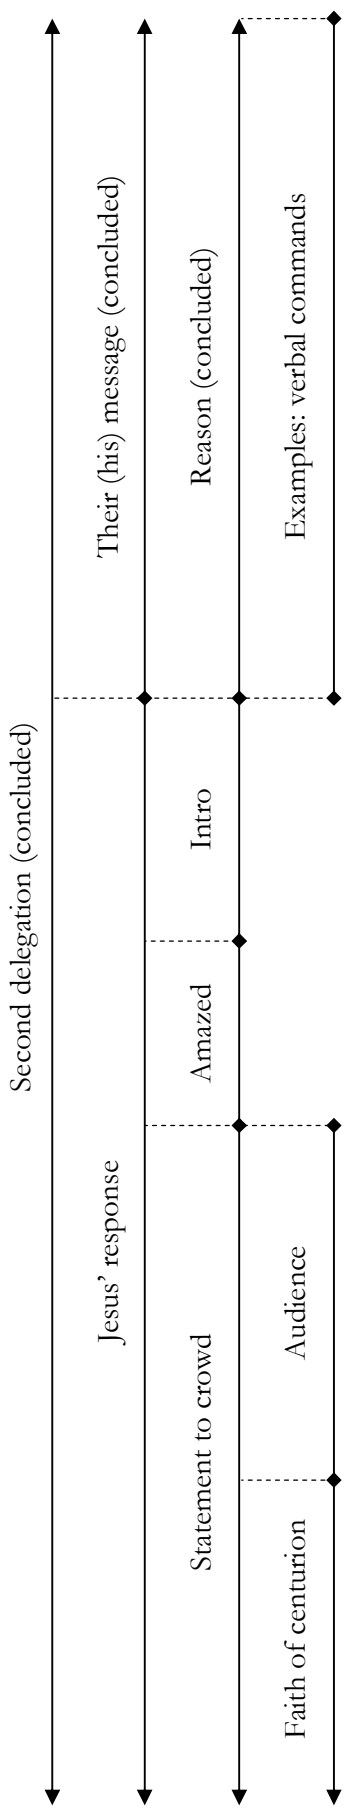 Second delegation (concluded)
Their (his) message (concluded)
Reason (concluded)
Examples: verbal commands
Jesus’ response
Intro
Amazed
Statement to crowd
Audience
Faith of centurion